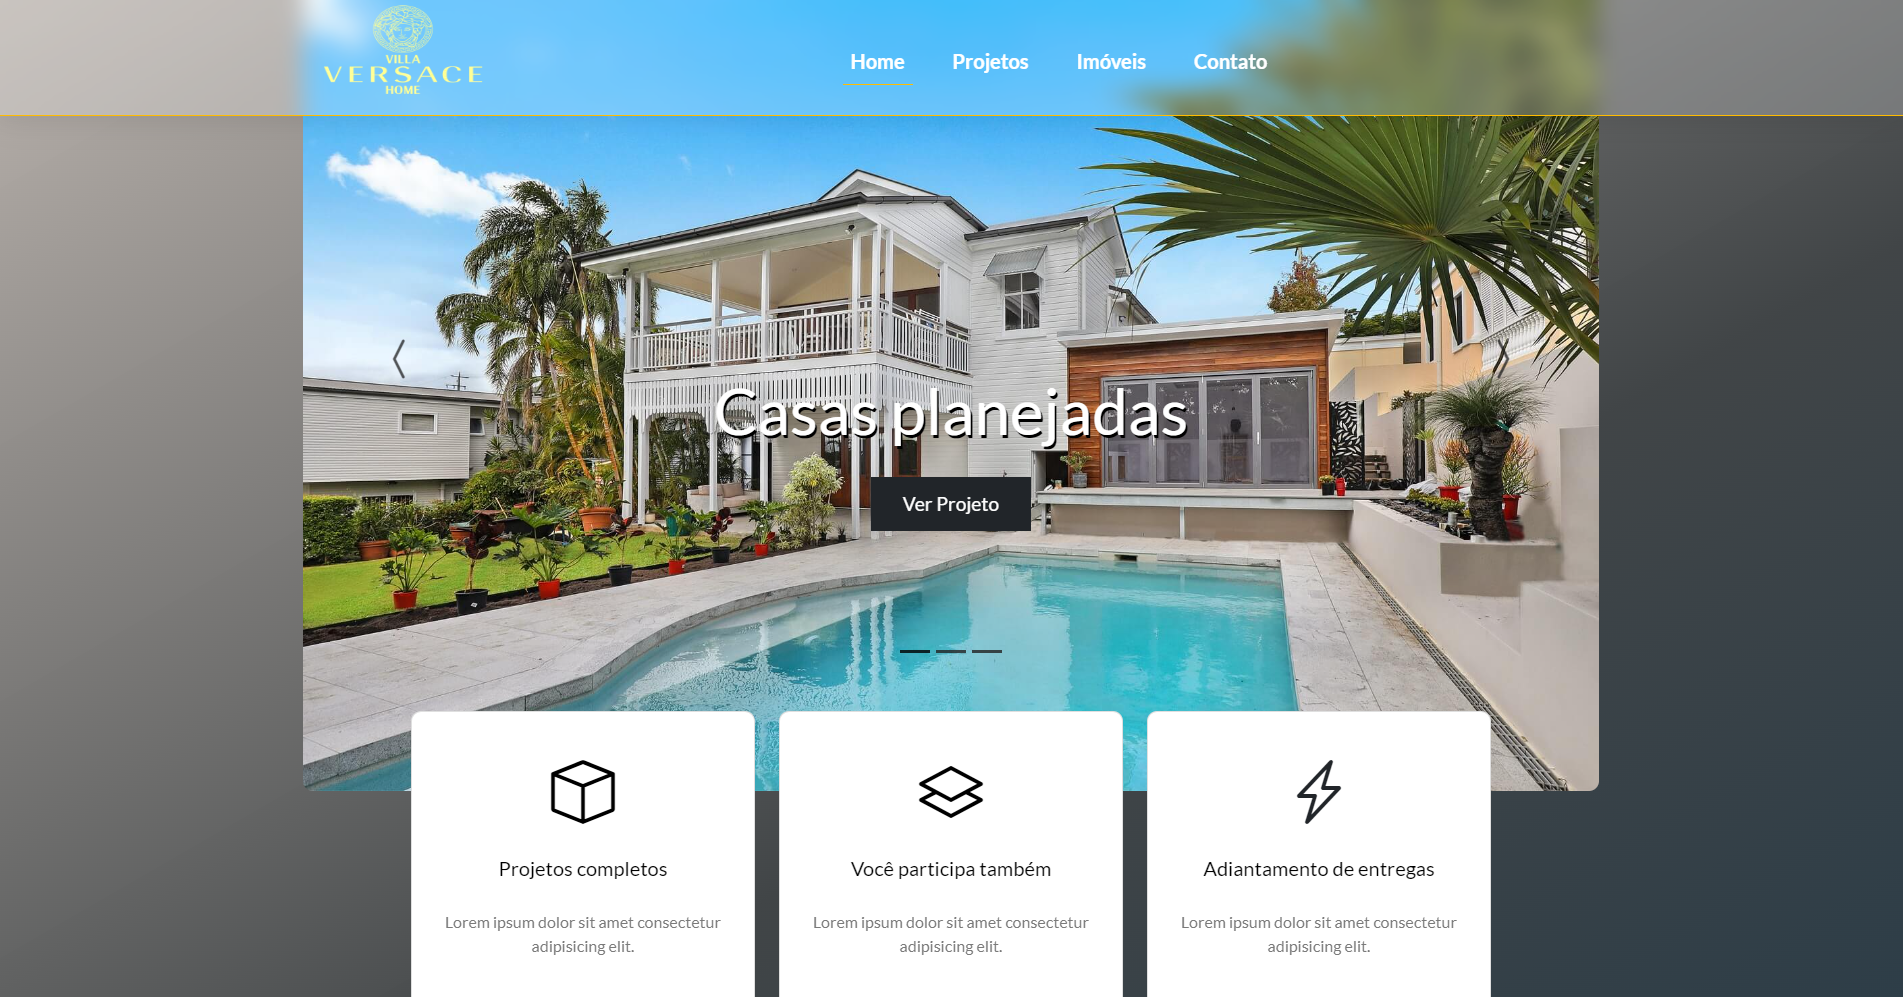 VILLA
VERSACE
HOME
Home
Projetos
Imóveis
Contato
Casas planejadas
Ver Projeto
Projetos completos
Lorem ipsum dolor sit amet consectetur
adipisicing elit.
Você participa também
Lorem ipsum dolor sit amet consectetur
adipisicing elit.
Adiantamento de entregas
Lorem ipsum dolor sit amet consectetur
adipisicing elit.